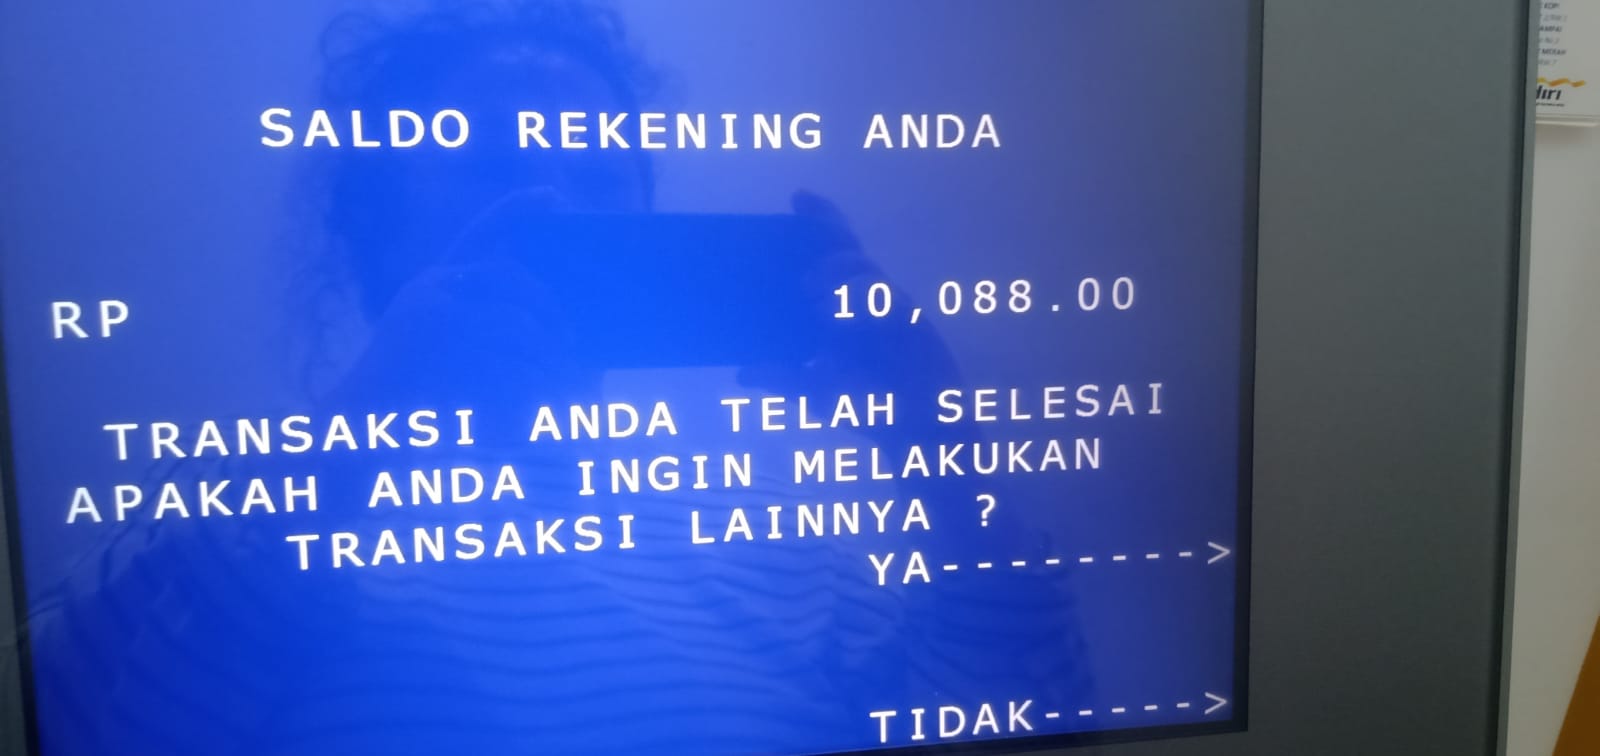 SALDO REKENING ANDA
RP 10,088.00
TRANSAKSI ANDA TELAH SELESAI
APAKAH ANDA INGIN MELAKUKAN
TRANSAKSI LAINNYA ?
YA-------->
TIDAK----->
KOPI